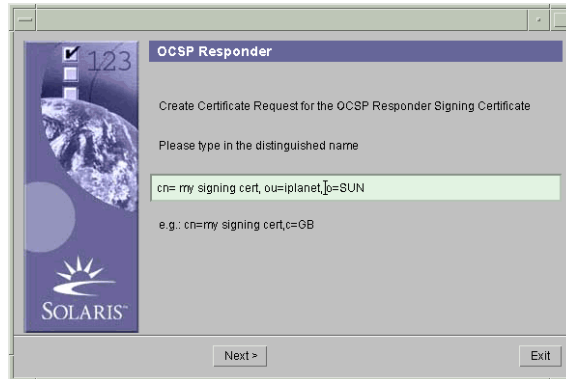 123
OCSP Responder
Create Certificate Request for the OCSP Responder Signing Certificate
Please type in the distinguished name
cn= my signing cert, ou=iplanet, o=SUN
e.g.: cn=my signing cert,c=GB
SOLARIS™
Next >
Exit